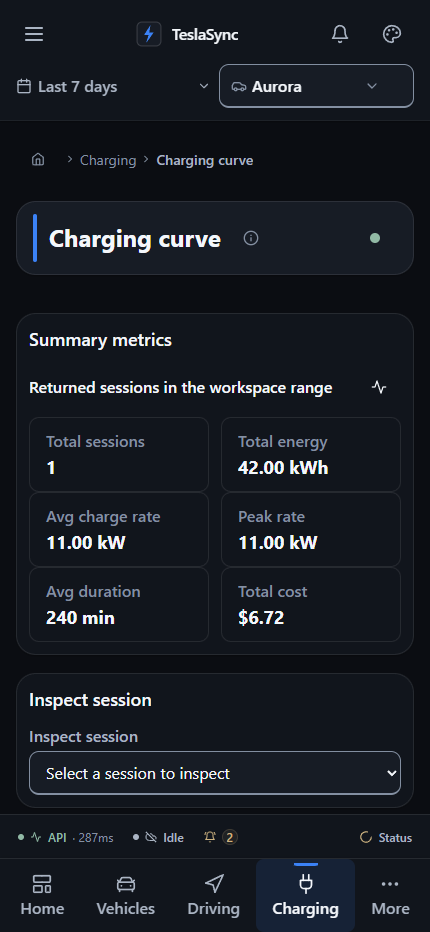 TeslaSync
Last 7 days
Aurora
Charging
Charging curve
Charging curve
Summary metrics
Returned sessions in the workspace range
Total sessions
1
Total energy
42.00 kWh
Avg charge rate
11.00 kW
Peak rate
11.00 kW
Avg duration
240 min
Total cost
$6.72
Inspect session
Inspect session
Select a session to inspect
API · 287ms
Idle
2
Status
Home
Vehicles
Driving
Charging
More